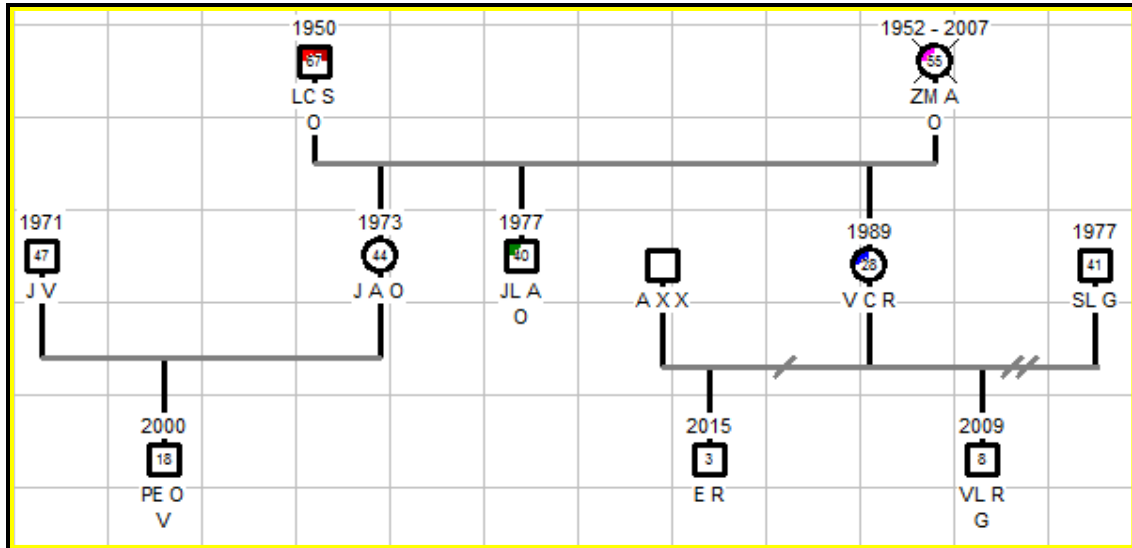 1950
67
LC S
O
1952 - 2007
55
ZM A
O
1971
47
J V
1973
44
J A O
1977
40
JL A
O
A X X
1989
28
V C R
1977
41
SL G
2000
18
PE O
V
2015
3
E R
2009
8
VL R
G